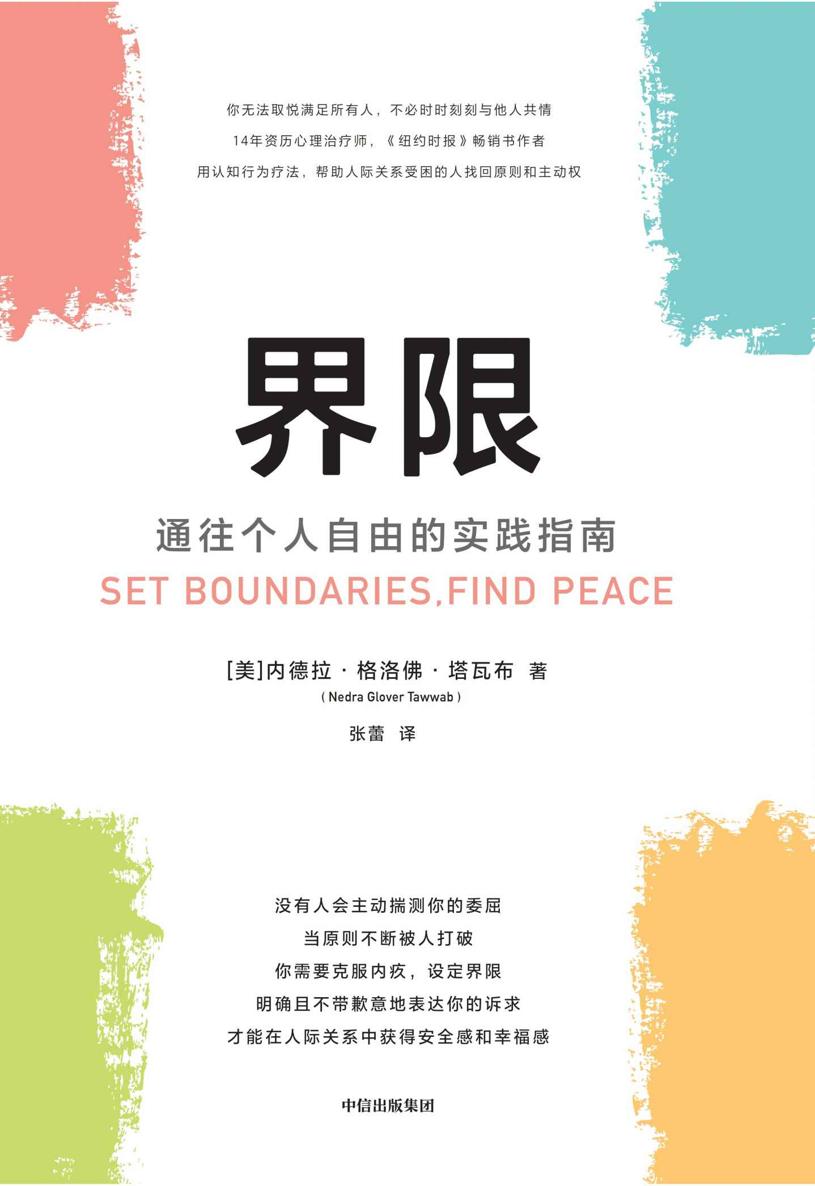 你无法取悦满足所有人，不必时时刻刻与他人共情
14年资历心理治疗师，《纽约时报》畅销书作者
用认知行为疗法，帮助人际关系受困的人找回原则和主动权
界限
通往个人自由的实践指南
SET BOUNDARIES,FIND PEACE
[美]内德拉·格洛佛·塔瓦布 著
(Nedra Glover Tawwab)
张蕾 译
没有人会主动揣测你的委屈
当原则不断被人打破
你需要克服内疚，设定界限
明确且不带歉意地表达你的诉求
才能在人际关系中获得安全感和幸福感
中信出版集团